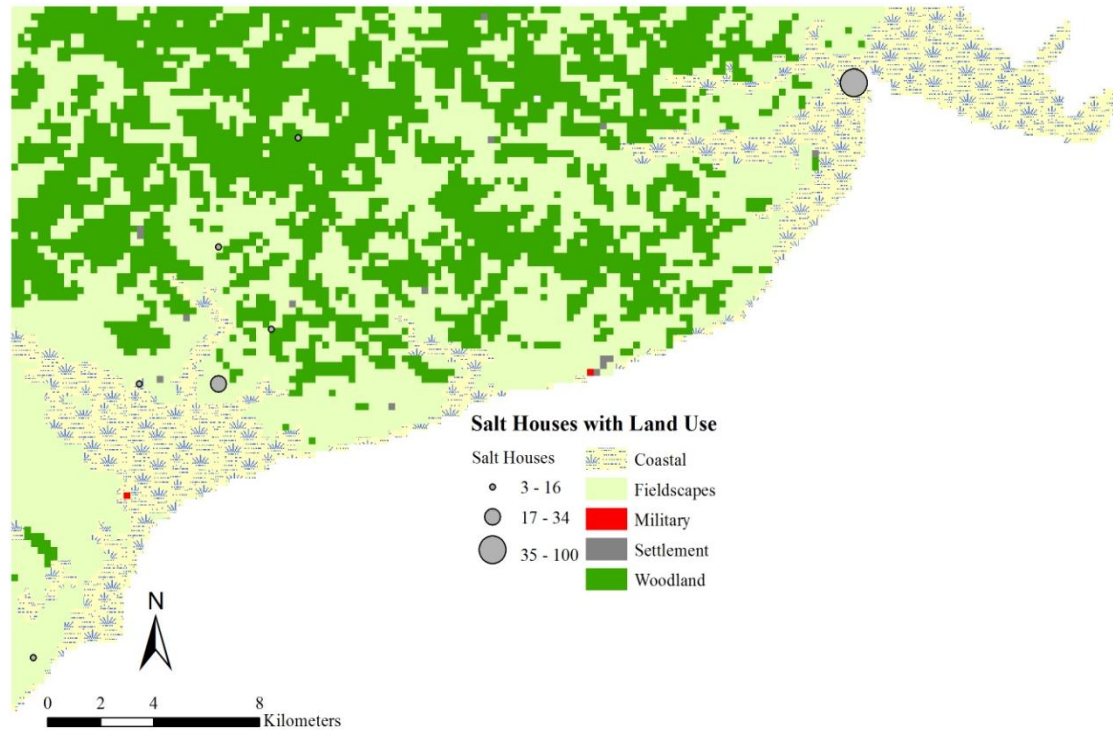 Salt Houses with Land Use
Salt Houses
3 - 16
17 - 34
35 - 100
Coastal
Fieldscapes
Military
Settlement
Woodland
N
0 2 4 8
Kilometers